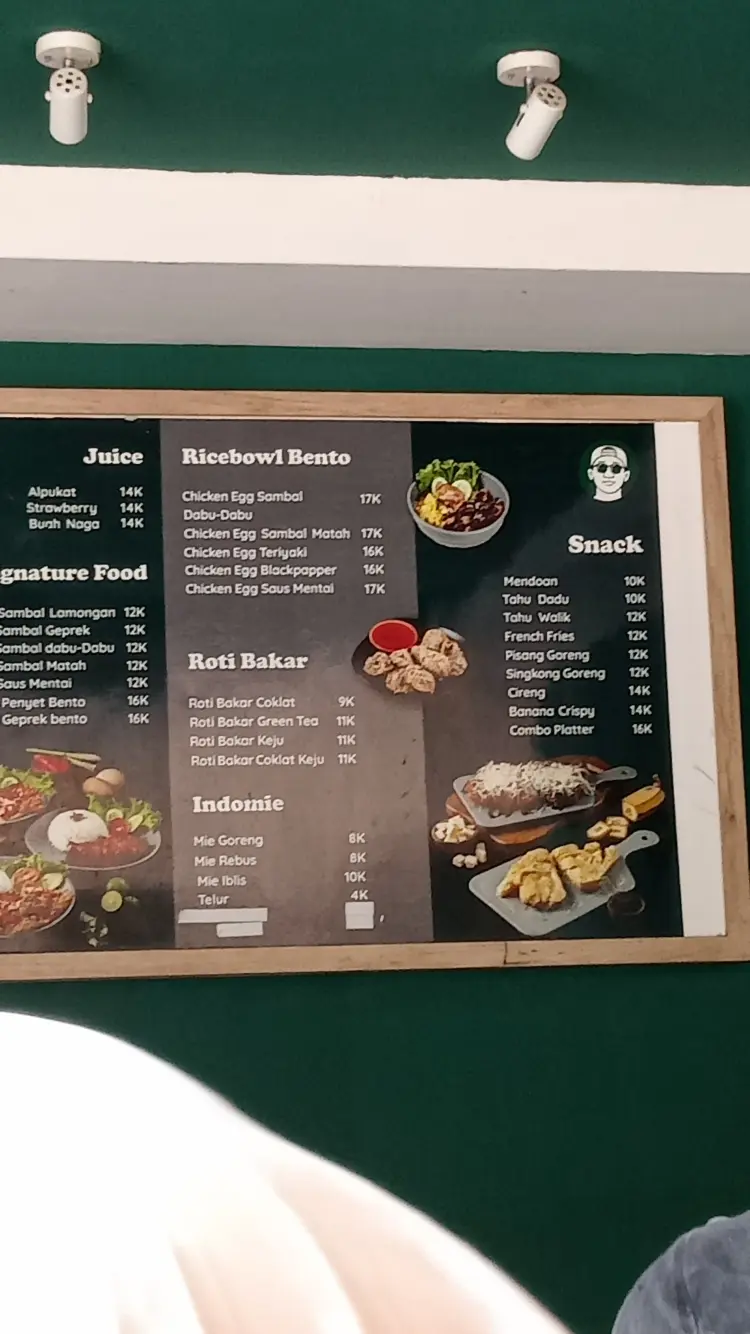 Juice
Alpukat 14K
Strawberry 14K
Buah Naga 14K
gnature Food
Sambal Lamongan 12K
Sambal Geprek 12K
Sambal dabu-Dabu 12K
Sambal Matah 12K
Saus Mentai 12K
Penyet Bento 16K
Geprek bento 16K
Ricebowl Bento
Chicken Egg Sambal 17K
Dabu-Dabu
Chicken Egg Sambal Matah 17K
Chicken Egg Teriyaki 16K
Chicken Egg Blackpapper 16K
Chicken Egg Saus Mentai 17K
Roti Bakar
Roti Bakar Coklat 9K
Roti Bakar Green Tea 11K
Roti Bakar Keju 11K
Roti Bakar Coklat Keju 11K
Indomie
Mie Goreng 8K
Mie Rebus 8K
Mie Iblis 10K
Telur 4K
Snack
Mendoan 10K
Tahu Dadu 10K
Tahu Walik 12K
French Fries 12K
Pisang Goreng 12K
Singkong Goreng 12K
Cireng 14K
Banana Crispy 14K
Combo Platter 16K